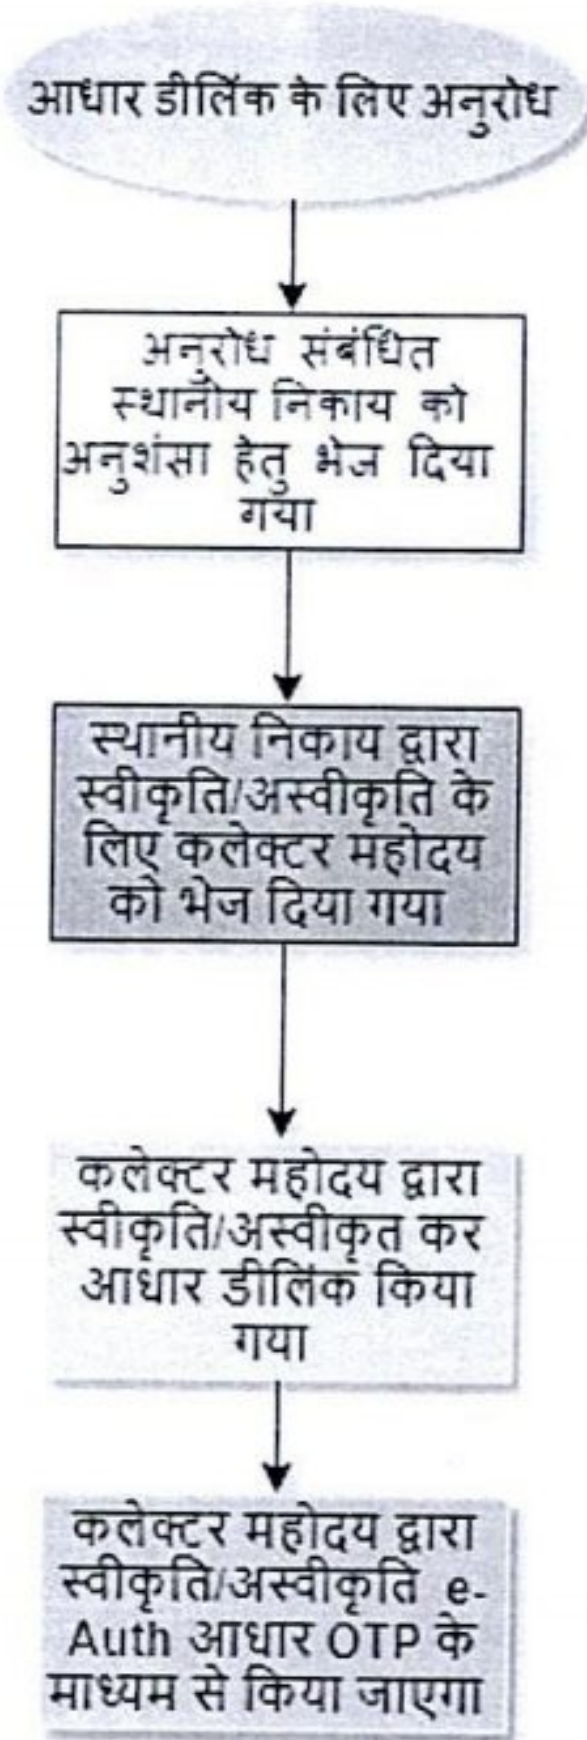 आधार डीलिंक के लिए अनुरोध
अनुरोध संबंधित
स्थानीय निकाय को
अनुशंसा हेतु भेज दिया
गया
स्थानीय निकाय द्वारा
स्वीकृति/अस्वीकृति के
लिए कलेक्टर महोदय
को भेज दिया गया
कलेक्टर महोदय द्वारा
स्वीकृति/अस्वीकृत कर
आधार डीलिंक किया
गया
कलेक्टर महोदय द्वारा
स्वीकृति/अस्वीकृति e-
Auth आधार OTP के
माध्यम से किया जाएगा